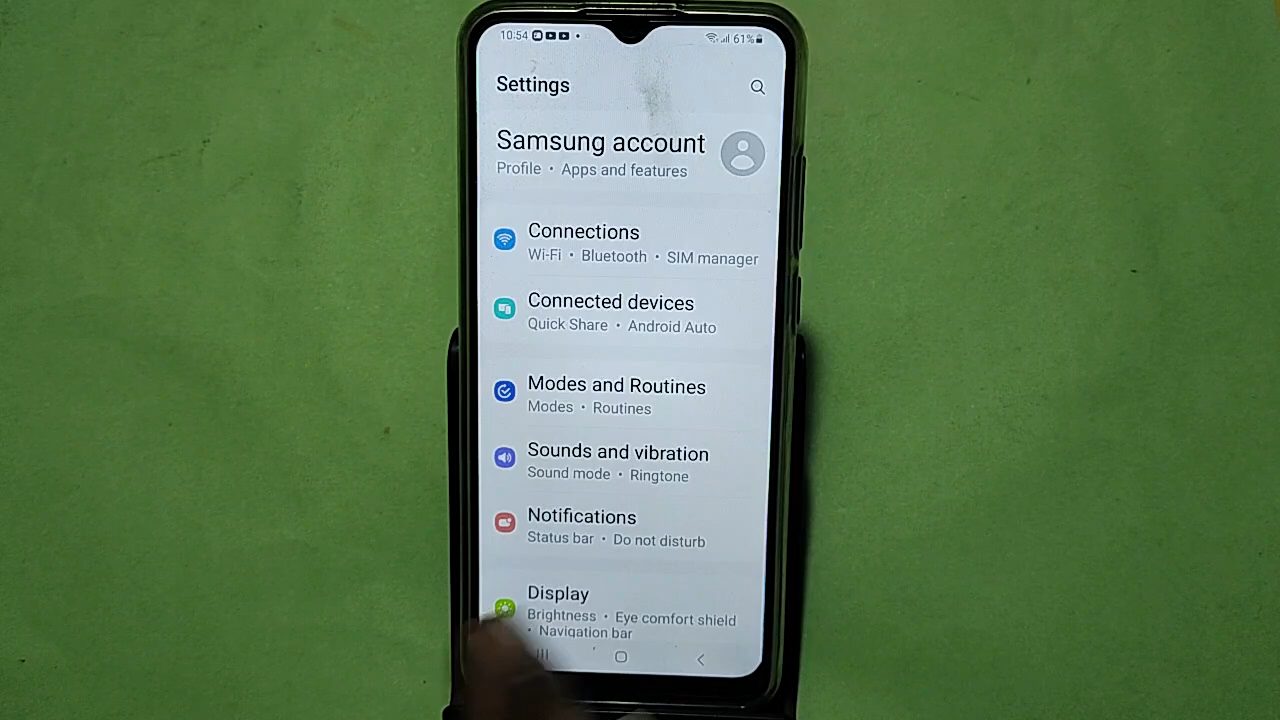 10:54 61%
Settings
Samsung account
Profile • Apps and features
Connections
Wi-Fi • Bluetooth • SIM manager
Connected devices
Quick Share • Android Auto
Modes and Routines
Modes • Routines
Sounds and vibration
Sound mode • Ringtone
Notifications
Status bar • Do not disturb
Display
Brightness • Eye comfort shield
• Navigation bar